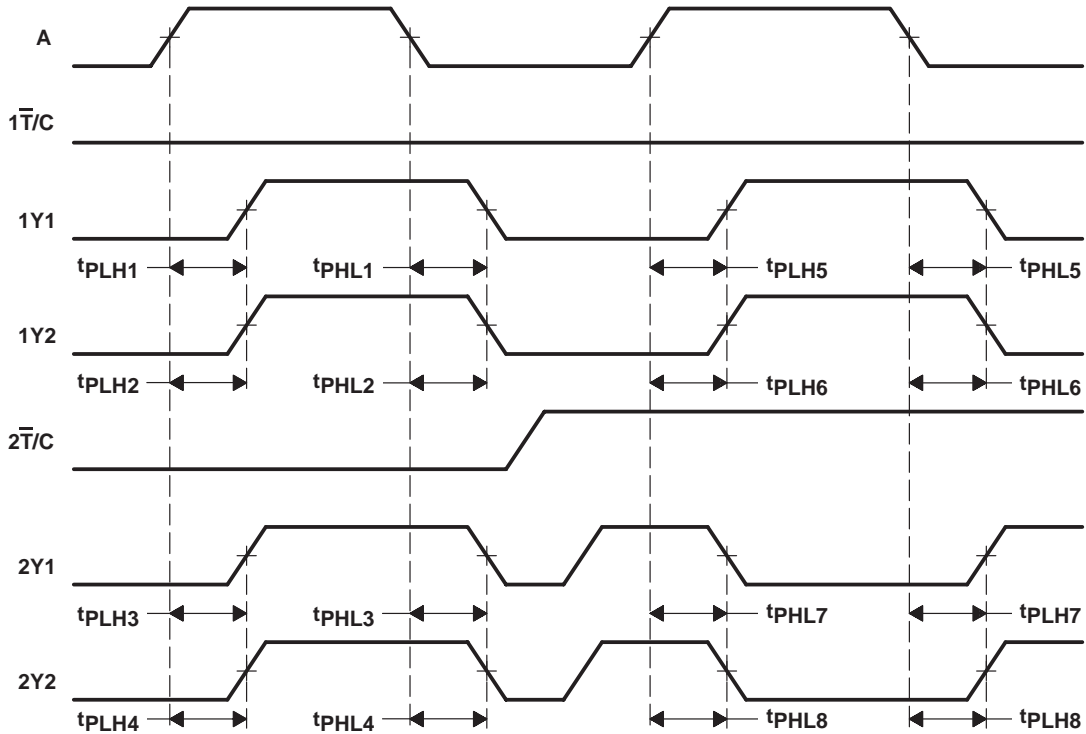 A
1T̅/C
1Y1
tPLH1 tPHL1 tPLH5 tPHL5
1Y2
tPLH2 tPHL2 tPLH6 tPHL6
2T̅/C
2Y1
tPLH3 tPHL3 tPHL7 tPLH7
2Y2
tPLH4 tPHL4 tPHL8 tPLH8